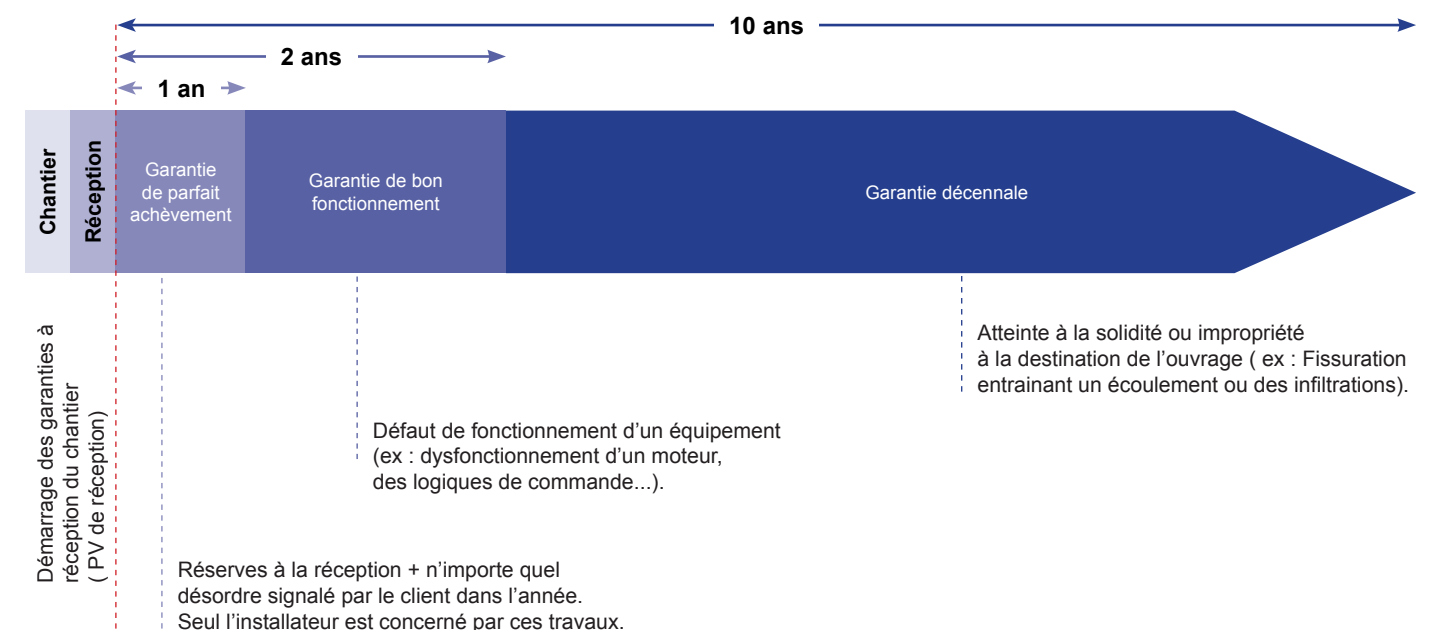 10 ans
2 ans
1 an
Chantier
Réception
Garantie
de parfait
achèvement
Garantie de bon
fonctionnement
Garantie décennale
Démarrage des garanties à
réception du chantier
( PV de réception)
Atteinte à la solidité ou impropriété
à la destination de l’ouvrage ( ex : Fissuration
entrainant un écoulement ou des infiltrations).
Défaut de fonctionnement d’un équipement
(ex : dysfonctionnement d’un moteur,
des logiques de commande...).
Réserves à la réception + n’importe quel
désordre signalé par le client dans l’année.
Seul l’installateur est concerné par ces travaux.